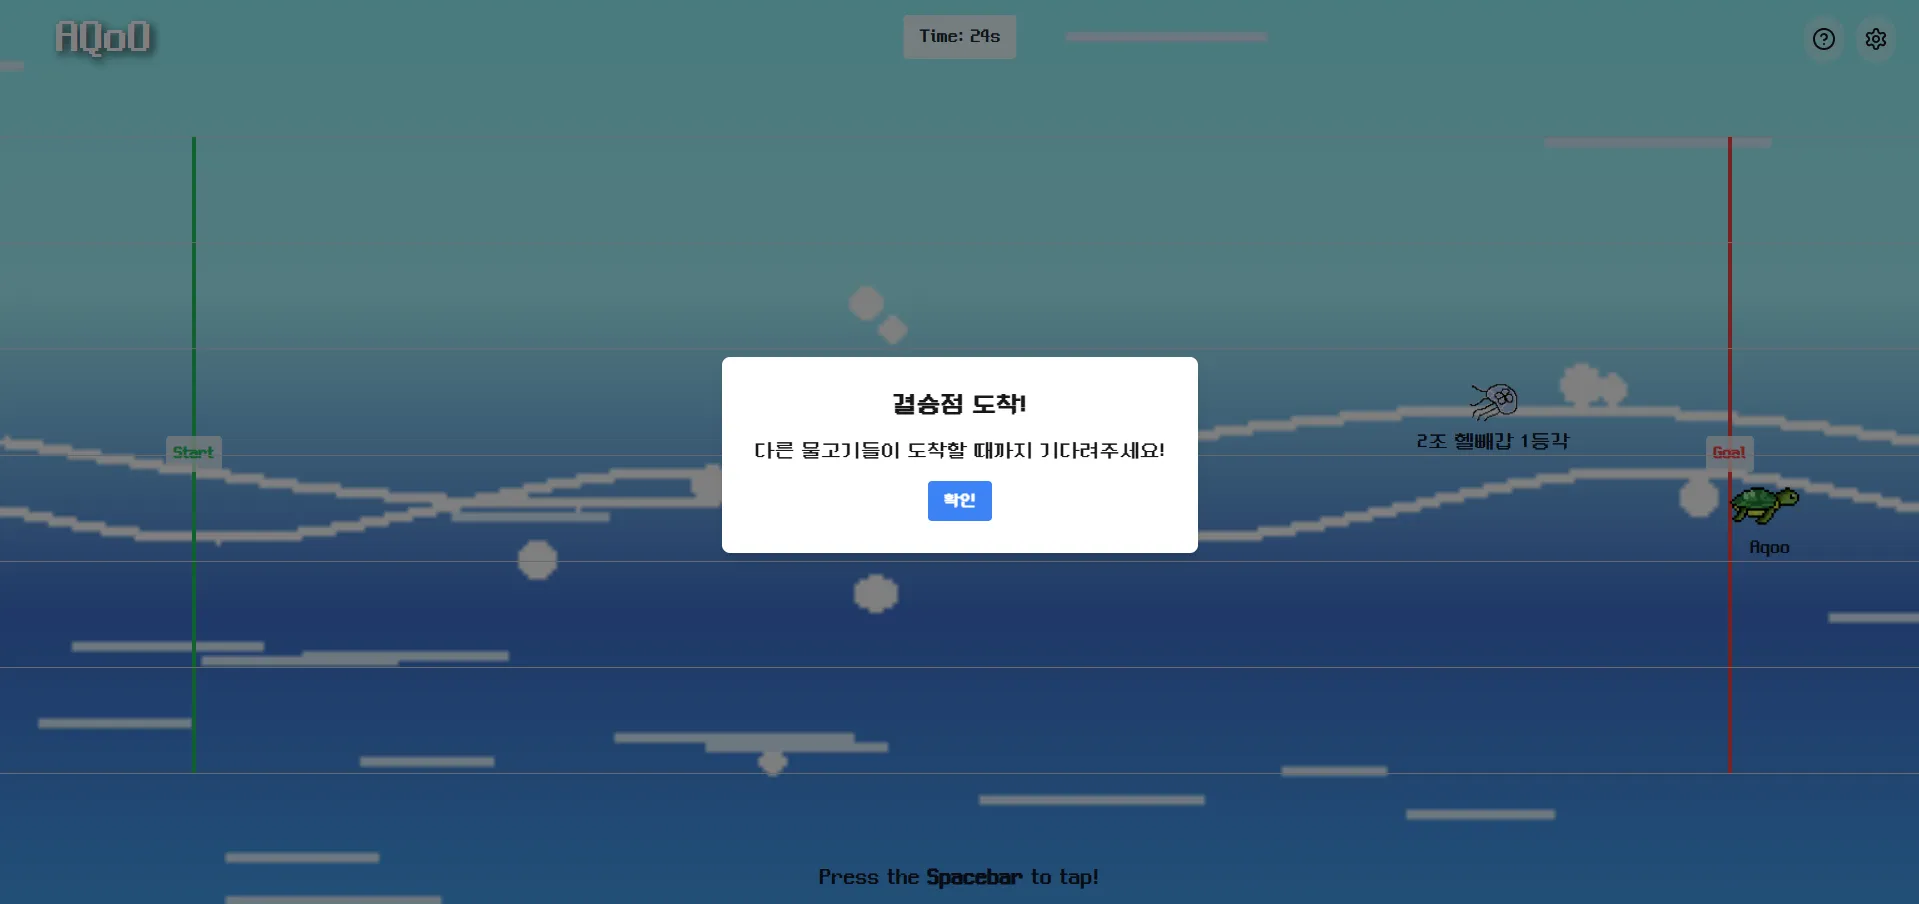 AQoO
Time: 24s
결승점 도착!
다른 물고기들이 도착할 때까지 기다려주세요!
확인
2조 헬빼갑 1등각
Start
Goal
Aqoo
Press the Spacebar to tap!